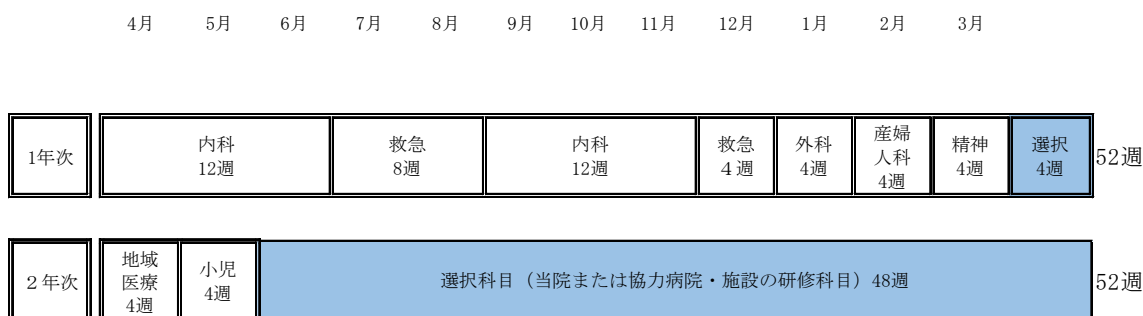 4月 5月 6月 7月 8月 9月 10月 11月 12月 1月 2月 3月
1年次
内科
12週
救急
8週
内科
12週
救急
４週
外科
4週
産婦
人科
4週
精神
4週
選択
4週
52週
２年次
地域
医療
4週
小児
4週
選択科目（当院または協力病院・施設の研修科目）48週
52週